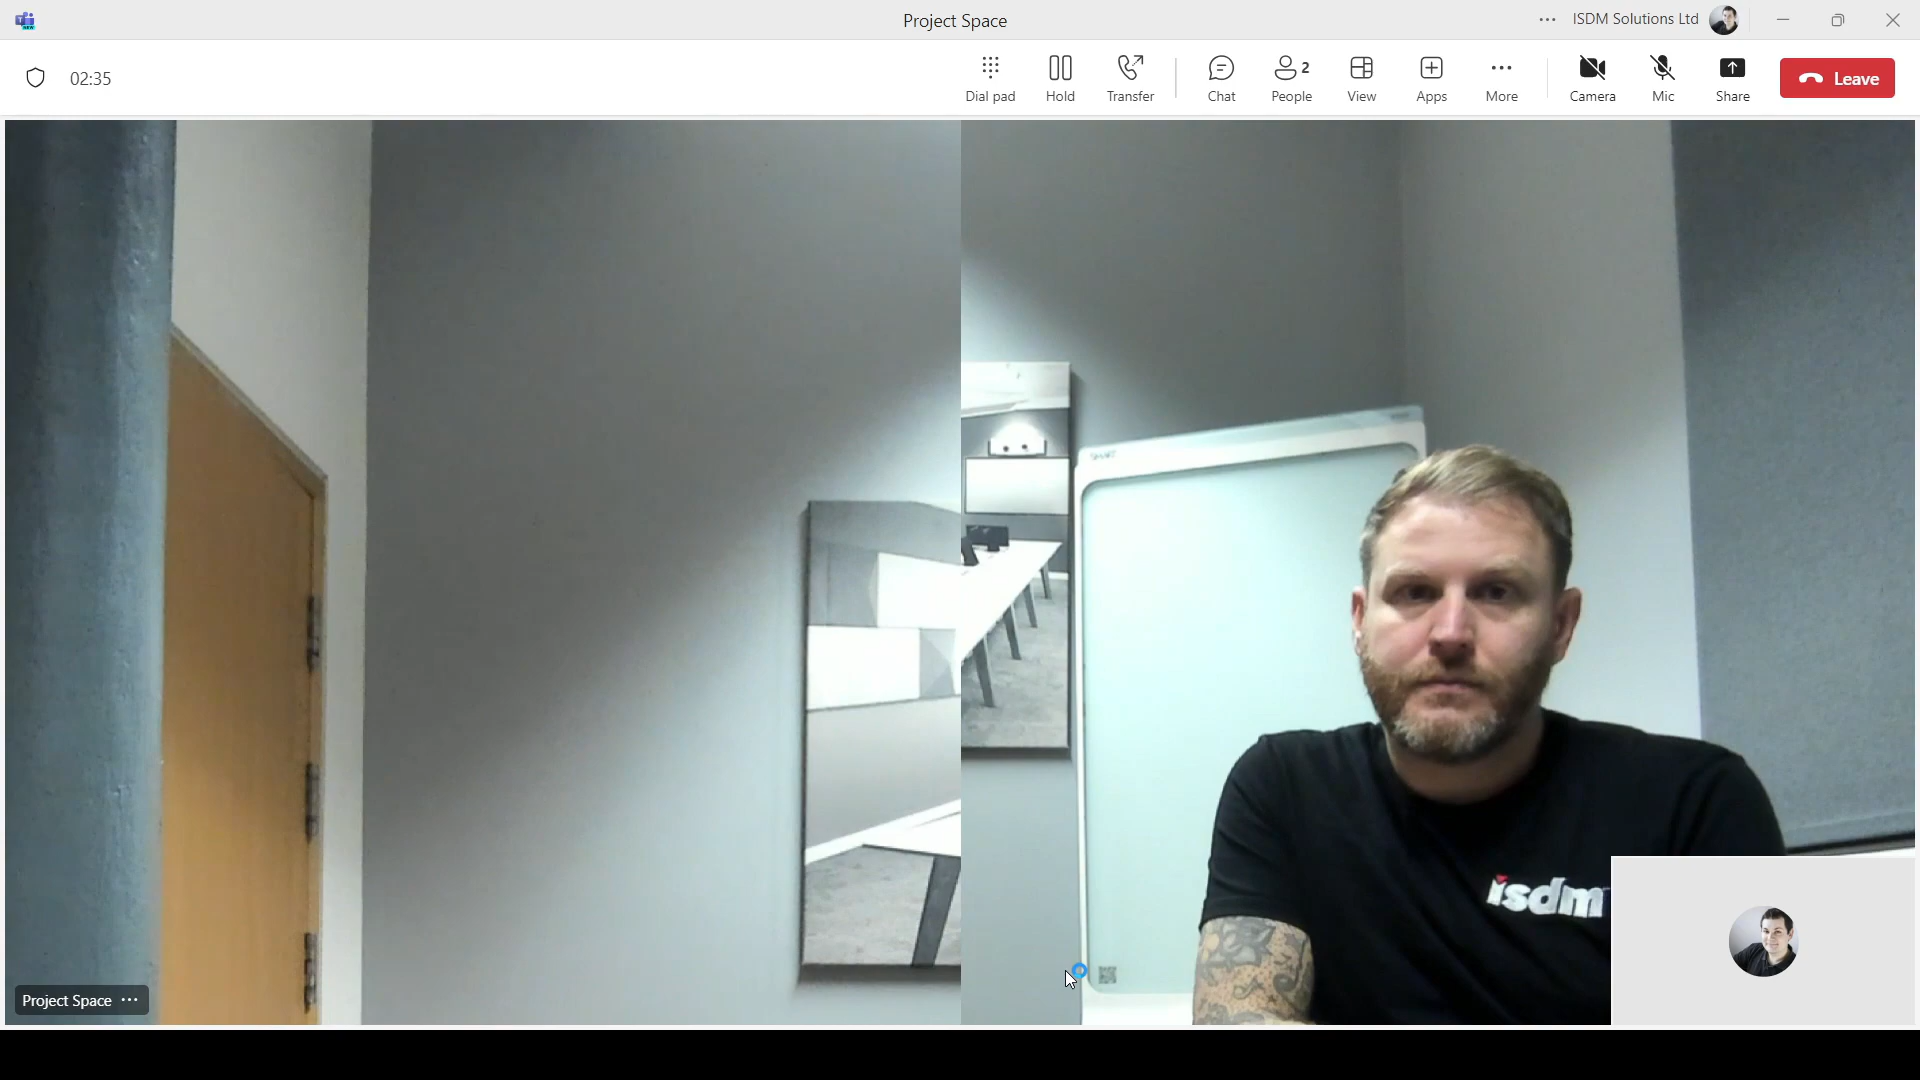 Project Space
ISDM Solutions Ltd
02:35
Dial pad
Hold
Transfer
Chat
2
People
View
Apps
More
Camera
Mic
Share
Leave
SMART
isdm
Project Space